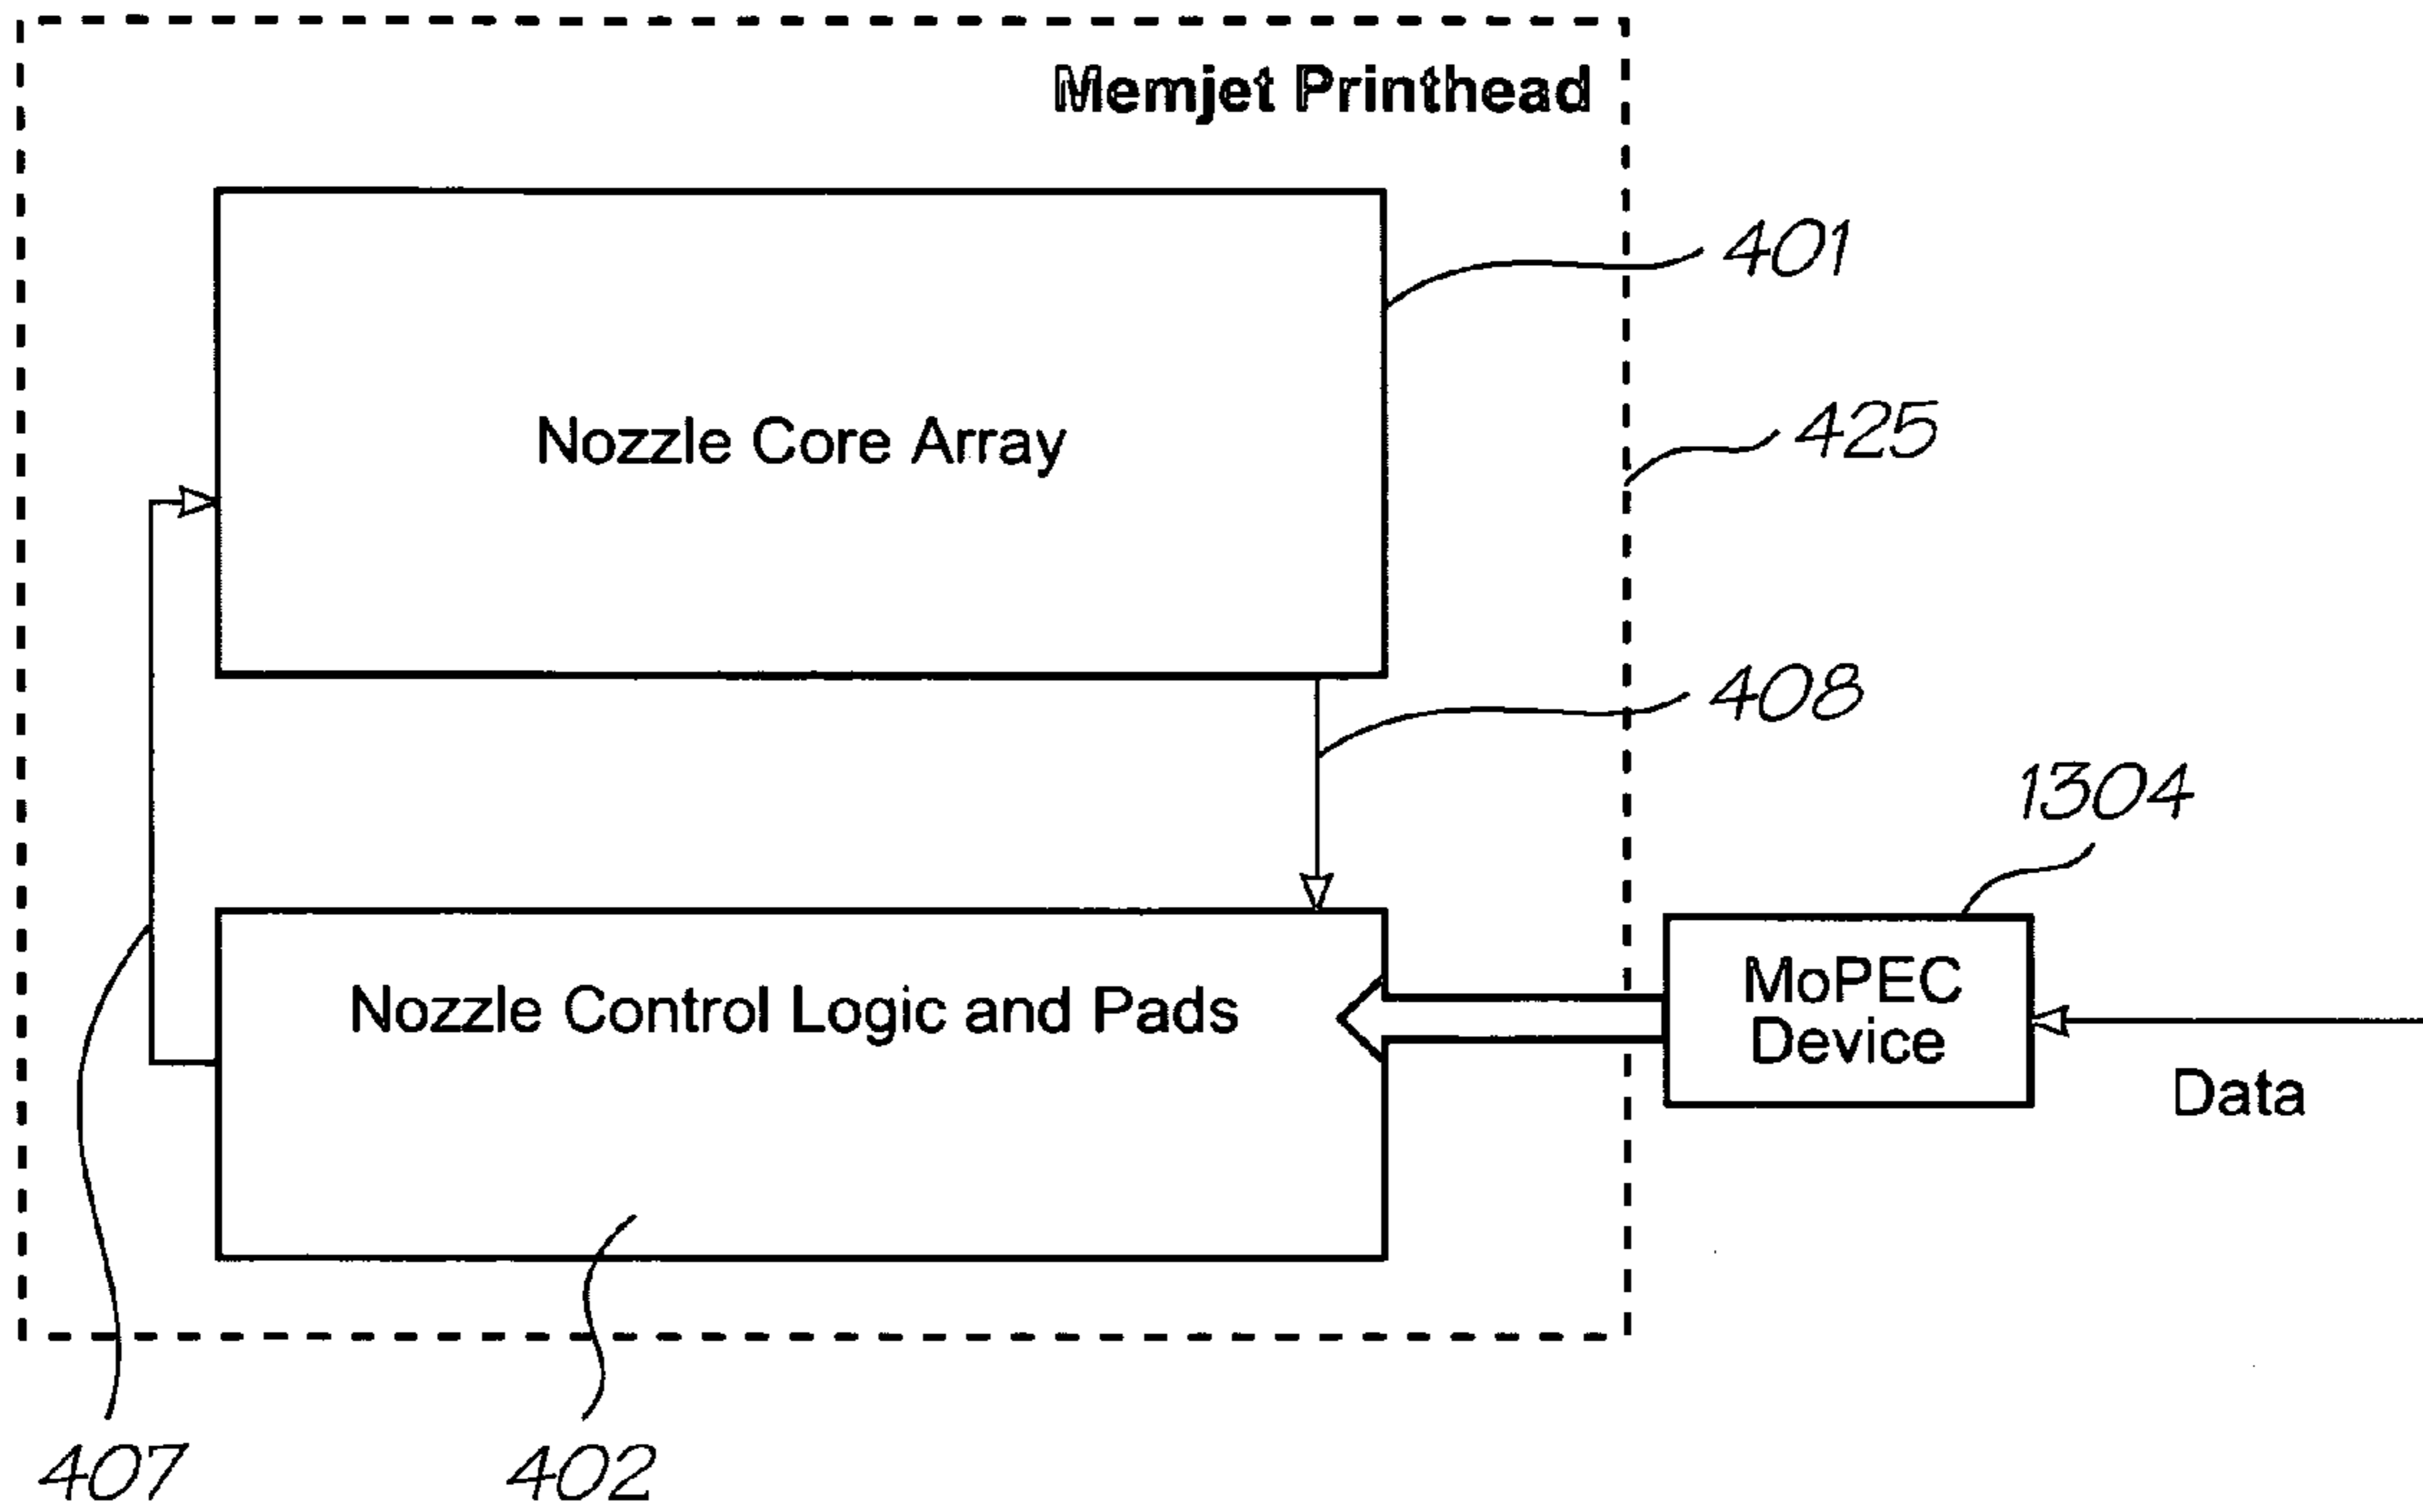 Memjet Printhead
401
Nozzle Core Array
425
408
1304
Nozzle Control Logic and Pads
MoPEC
Device
Data
407
402